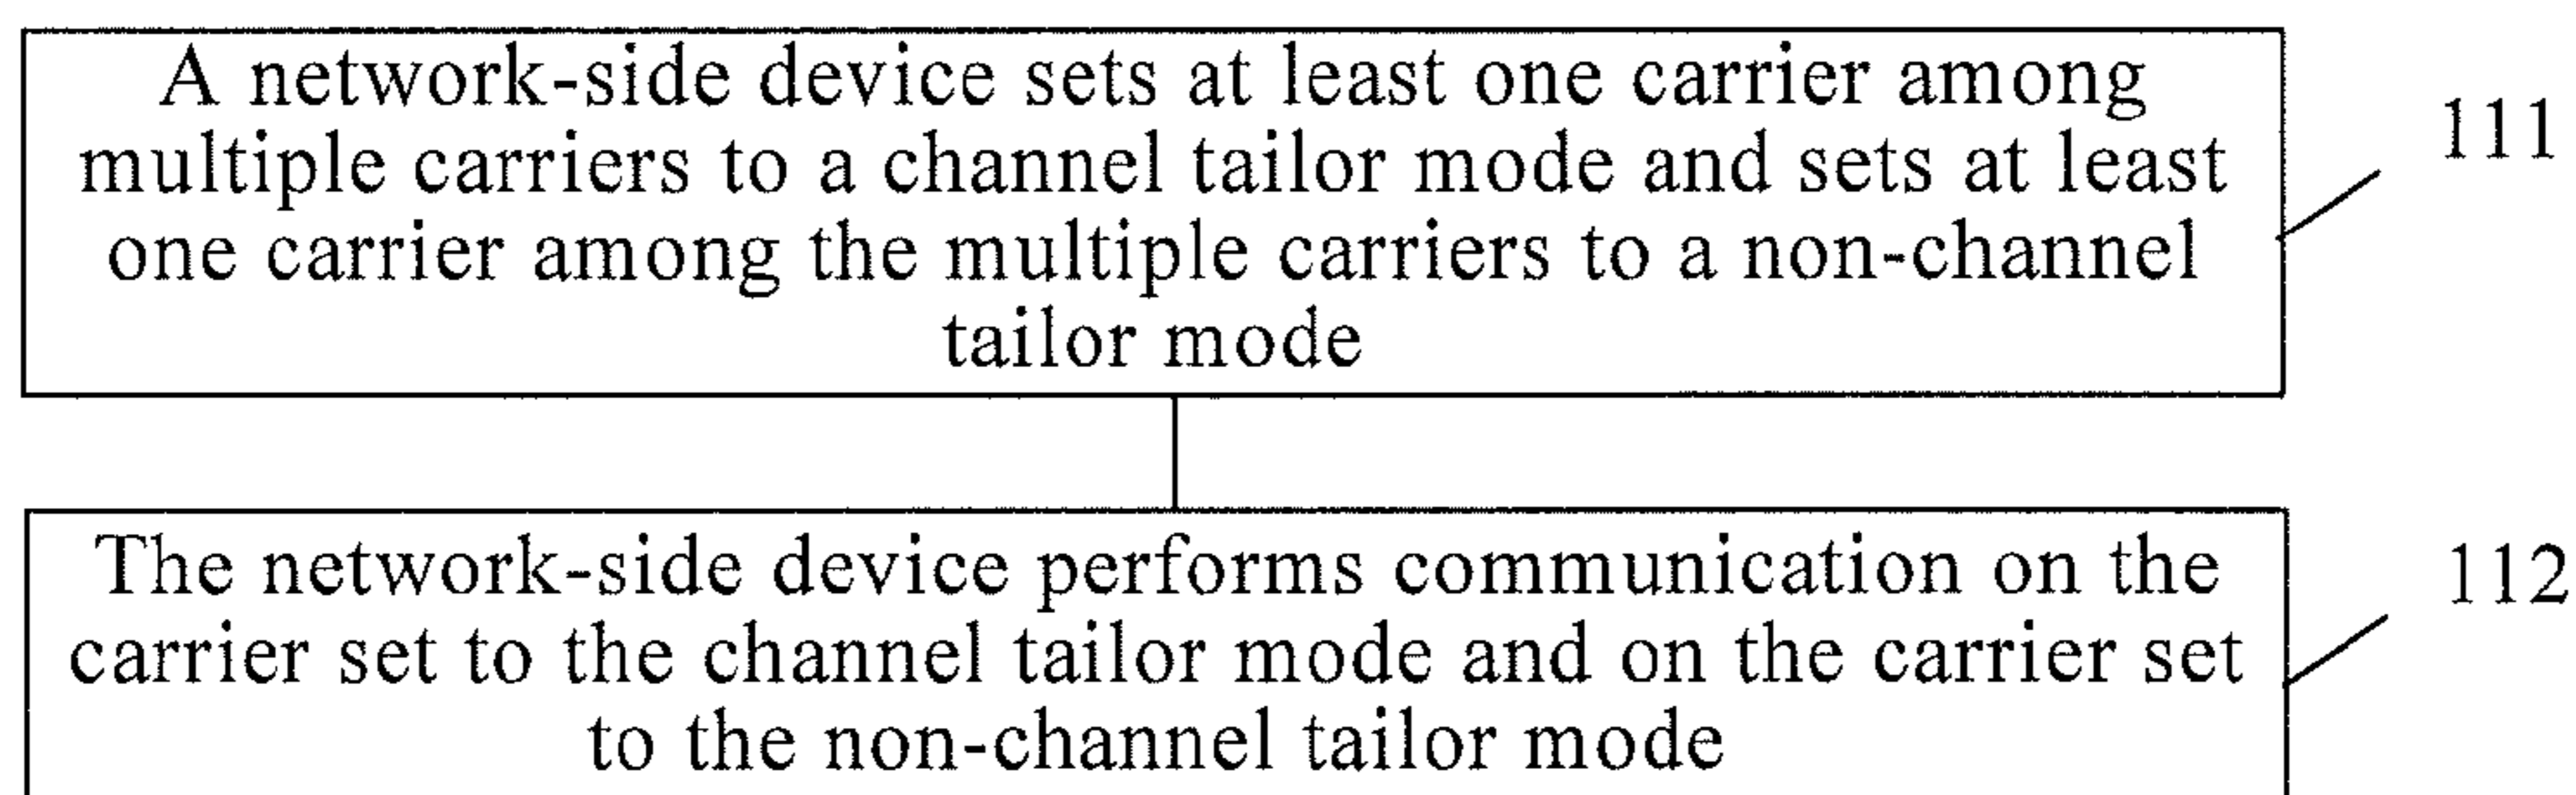 A network-side device sets at least one carrier among
multiple carriers to a channel tailor mode and sets at least
one carrier among the multiple carriers to a non-channel
tailor mode
111
The network-side device performs communication on the
carrier set to the channel tailor mode and on the carrier set
to the non-channel tailor mode
112